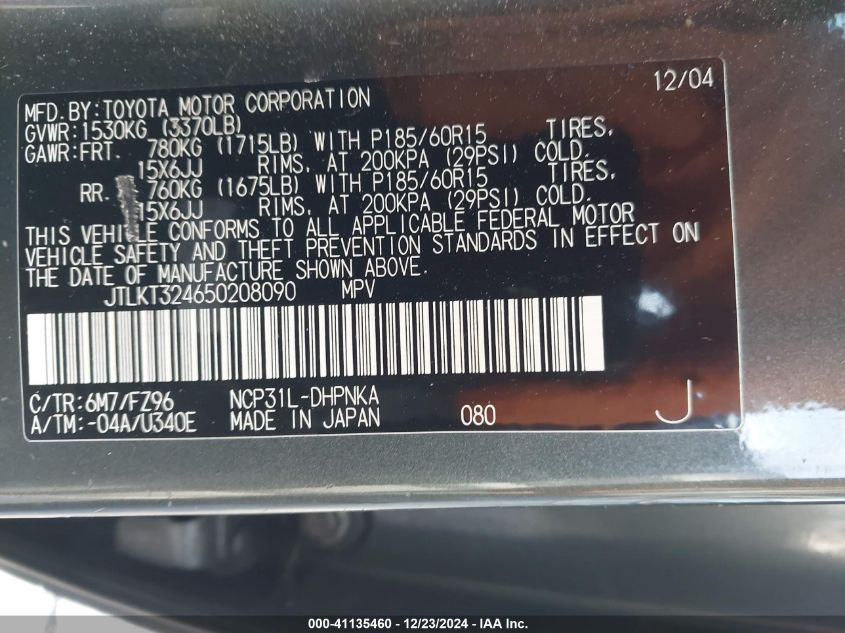 12/04
MFD.BY:TOYOTA MOTOR CORPORATION
GVWR:1530KG (3370LB)
GAWR:FRT. 780KG (1715LB) WITH P185/60R15 TIRES,
15X6JJ RIMS, AT 200KPA (29PSI) COLD.
RR. 760KG (1675LB) WITH P185/60R15 TIRES,
15X6JJ RIMS, AT 200KPA (29PSI) COLD.
THIS VEHICLE CONFORMS TO ALL APPLICABLE FEDERAL MOTOR
VEHICLE SAFETY AND THEFT PREVENTION STANDARDS IN EFFECT ON
THE DATE OF MANUFACTURE SHOWN ABOVE.
JTLKT324650208090 MPV
C/TR:6M7/FZ96 NCP31L-DHPNKA
A/TM:-04A/U340E MADE IN JAPAN 080 J
000-41135460 - 12/23/2024 - IAA Inc.